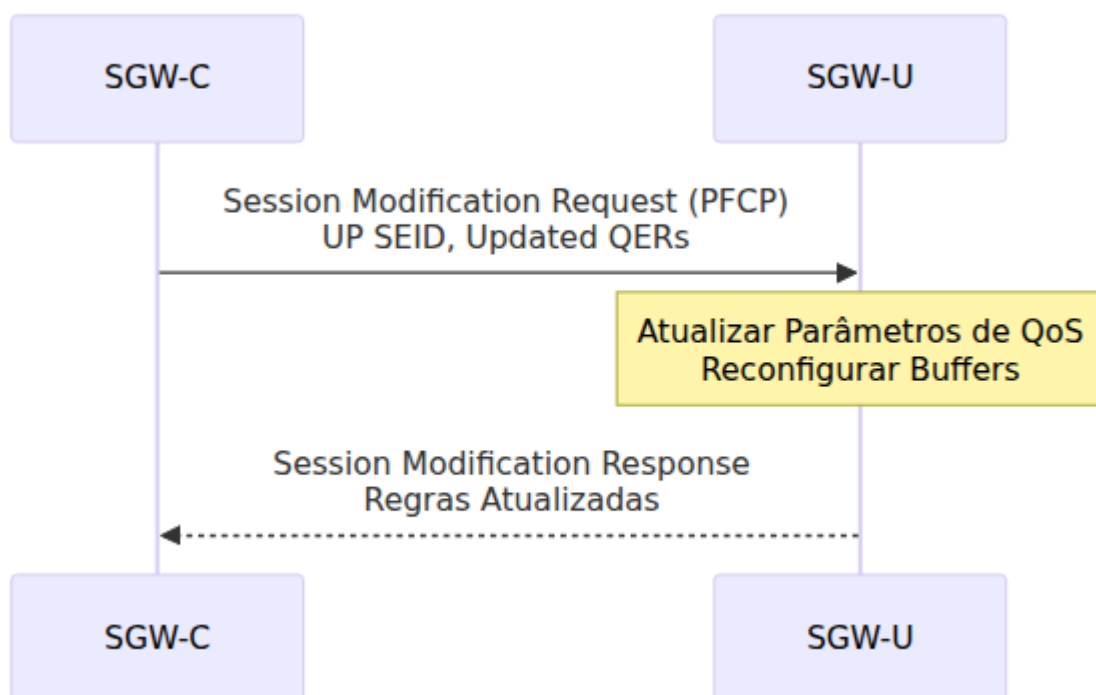 SGW-C
SGW-U
Session Modification Request (PFCP)
UP SEID, Updated QERs
Atualizar Parâmetros de QoS
Reconfigurar Buffers
Session Modification Response
Regras Atualizadas
SGW-C
SGW-U